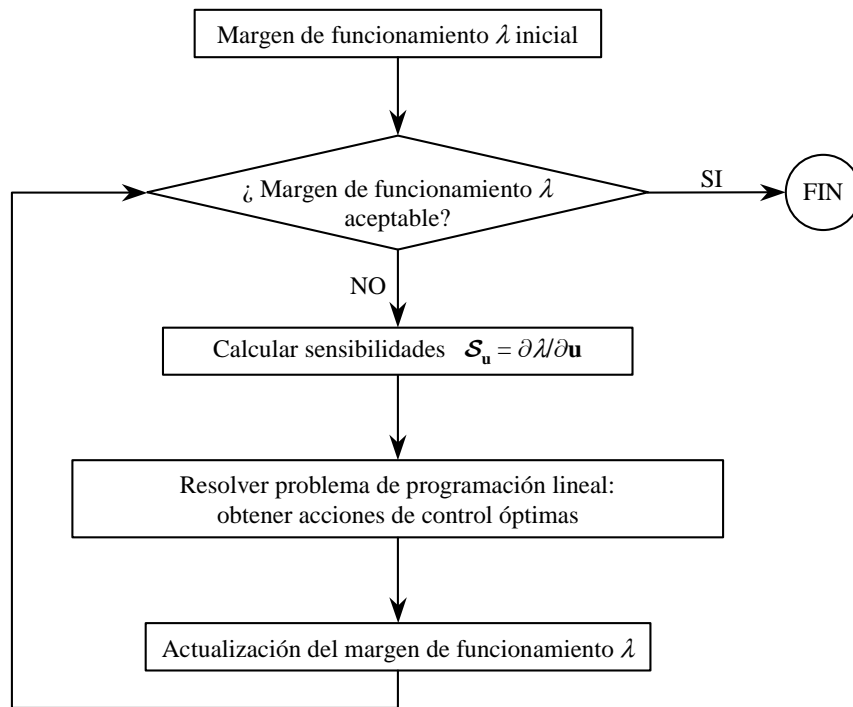 Margen de funcionamiento λ inicial
¿ Margen de funcionamiento λ
aceptable?
SI
FIN
NO
Calcular sensibilidades 𝓢ᵤ = ∂λ/∂𝐮
Resolver problema de programación lineal:
obtener acciones de control óptimas
Actualización del margen de funcionamiento λ